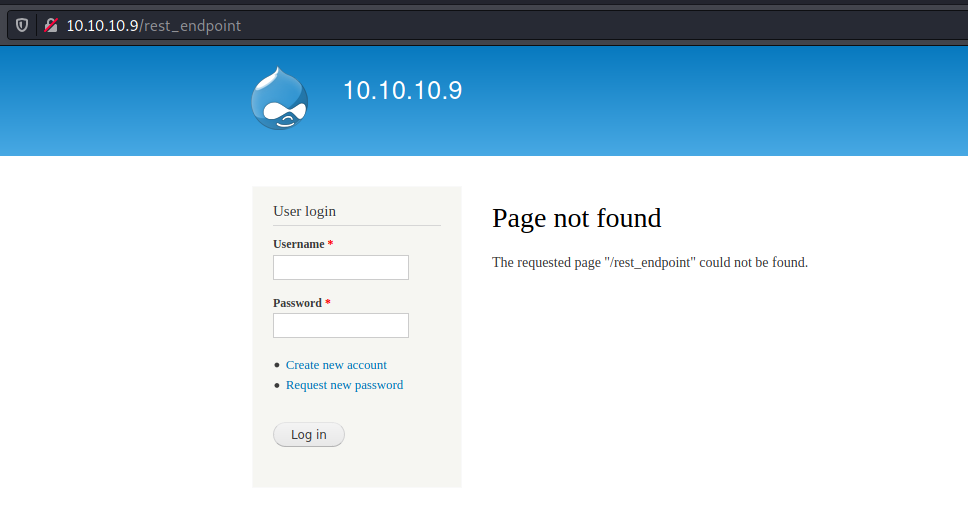 10.10.10.9/rest_endpoint
10.10.10.9
User login
Username *
Password *
Create new account
Request new password
Log in
Page not found
The requested page "/rest_endpoint" could not be found.